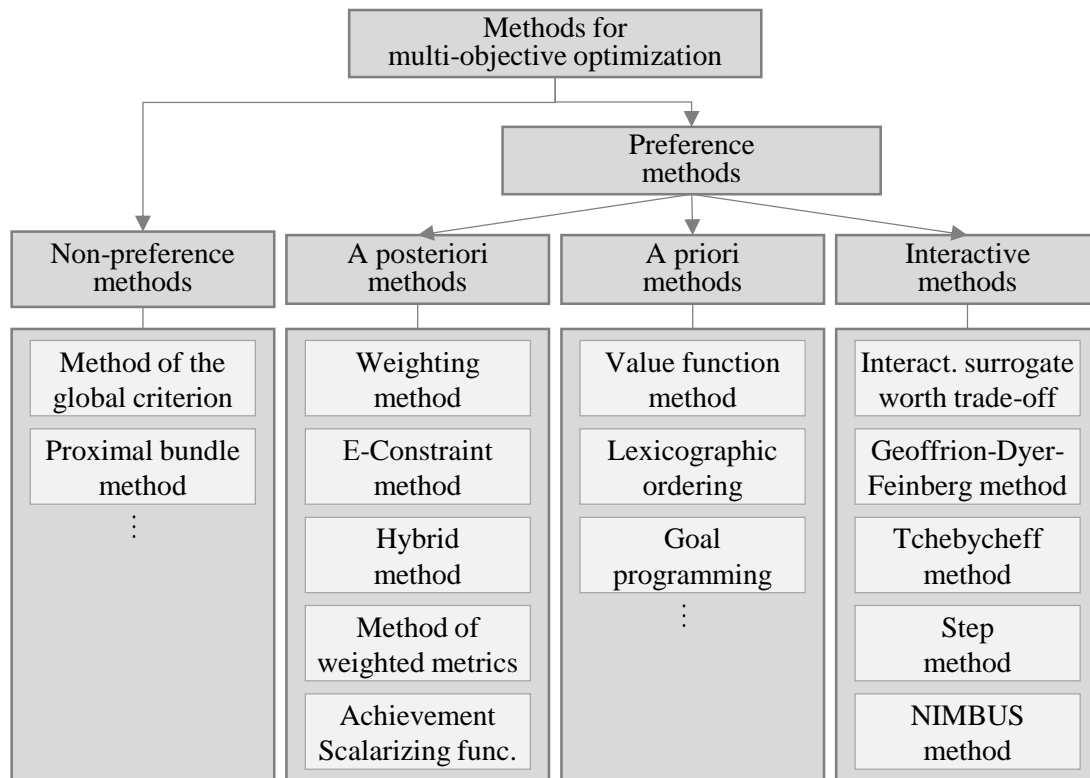 Methods for
multi-objective optimization
Preference
methods
Non-preference
methods
A posteriori
methods
A priori
methods
Interactive
methods
Method of the
global criterion
Proximal bundle
method
⋮
Weighting
method
E-Constraint
method
Hybrid
method
Method of
weighted metrics
Achievement
Scalarizing func.
Value function
method
Lexicographic
ordering
Goal
programming
⋮
Interact. surrogate
worth trade-off
Geoffrion-Dyer-
Feinberg method
Tchebycheff
method
Step
method
NIMBUS
method